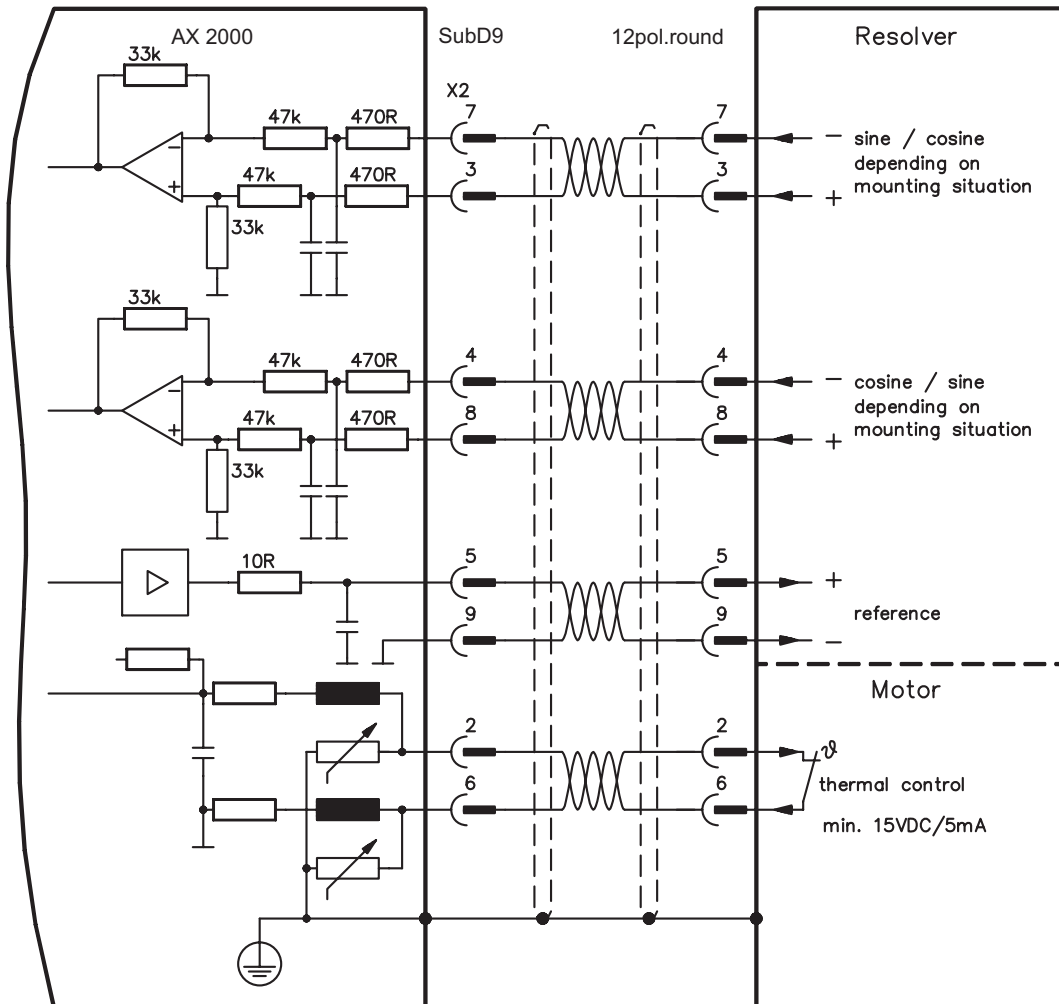 AX 2000
SubD9
12pol.round
Resolver
33k
X2
47k
470R
7
7
− sine / cosine
depending on
mounting situation
−
47k
470R
3
3
+
+
33k
33k
47k
470R
4
4
− cosine / sine
depending on
mounting situation
−
47k
470R
8
8
+
+
33k
10R
5
5
+
reference
9
9
−
Motor
2
2
ϑ
thermal control
6
6
min. 15VDC/5mA